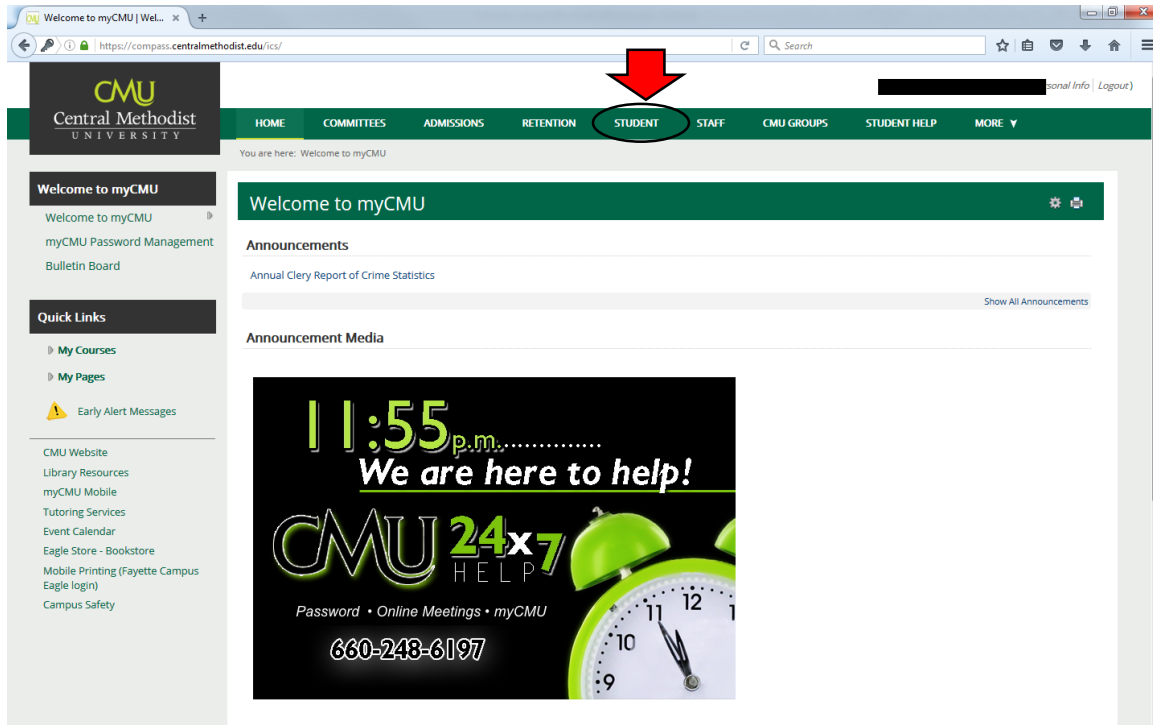 Welcome to myCMU | Wel...
https://compass.centralmethodist.edu/ics/
Search
CMU
Central Methodist
UNIVERSITY
sonal Info | Logout)
HOME COMMITTEES ADMISSIONS RETENTION STUDENT STAFF CMU GROUPS STUDENT HELP MORE
You are here: Welcome to myCMU
Welcome to myCMU
Welcome to myCMU
myCMU Password Management
Bulletin Board
Quick Links
My Courses
My Pages
Early Alert Messages
CMU Website
Library Resources
myCMU Mobile
Tutoring Services
Event Calendar
Eagle Store - Bookstore
Mobile Printing (Fayette Campus
Eagle login)
Campus Safety
Welcome to myCMU
Announcements
Annual Clery Report of Crime Statistics
Show All Announcements
Announcement Media
11:55p.m..............
We are here to help!
CMU 24x7
HELP
Password • Online Meetings • myCMU
660-248-6197
11 12 1
10
9